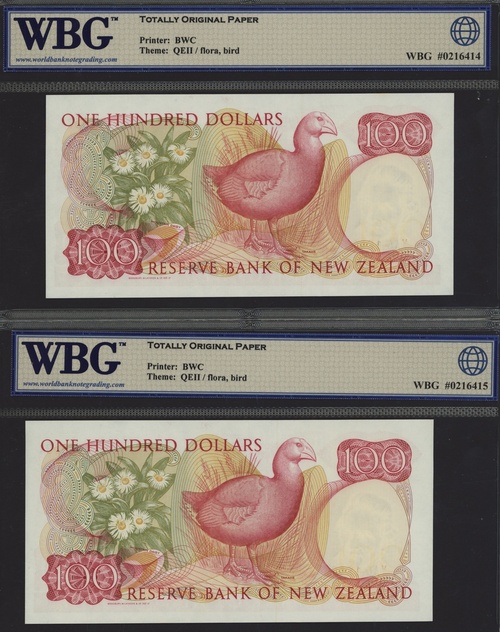 WBG™
www.worldbanknotegrading.com
TOTALLY ORIGINAL PAPER
Printer: BWC
Theme: QEII / flora, bird
WBG #0216414
ONE HUNDRED DOLLARS
100
100
RESERVE BANK OF NEW ZEALAND
WBG™
www.worldbanknotegrading.com
TOTALLY ORIGINAL PAPER
Printer: BWC
Theme: QEII / flora, bird
WBG #0216415
ONE HUNDRED DOLLARS
100
100
RESERVE BANK OF NEW ZEALAND